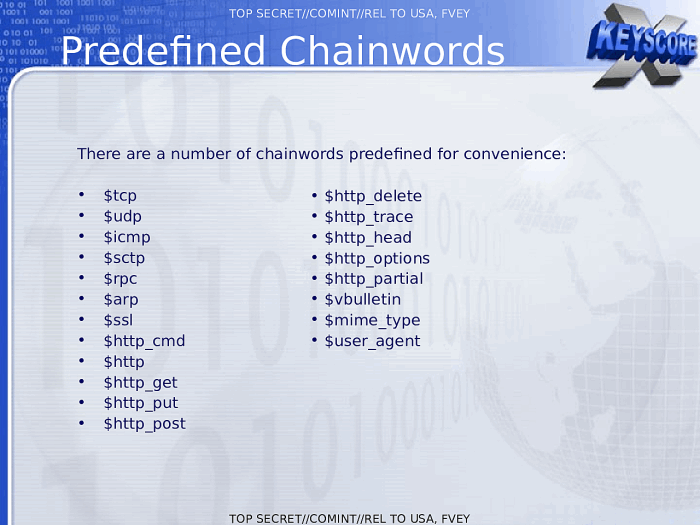 TOP SECRET//COMINT//REL TO USA, FVEY
Predefined Chainwords
X
KEYSCORE
There are a number of chainwords predefined for convenience:
• $tcp
• $udp
• $icmp
• $sctp
• $rpc
• $arp
• $ssl
• $http_cmd
• $http
• $http_get
• $http_put
• $http_post
• $http_delete
• $http_trace
• $http_head
• $http_options
• $http_partial
• $vbulletin
• $mime_type
• $user_agent
TOP SECRET//COMINT//REL TO USA, FVEY